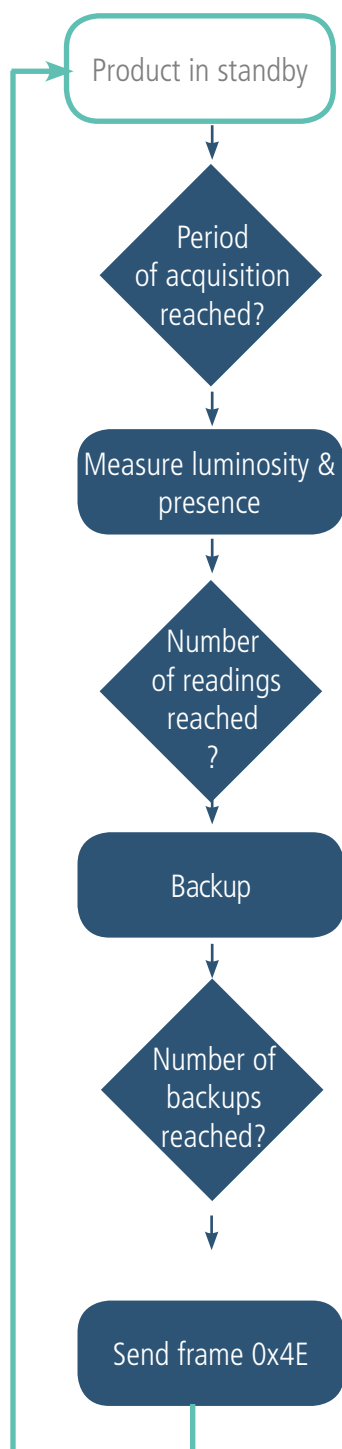 Product in standby
Period
of acquisition
reached?
Measure luminosity &
presence
Number
of readings
reached
?
Backup
Number of
backups
reached?
Send frame 0x4E